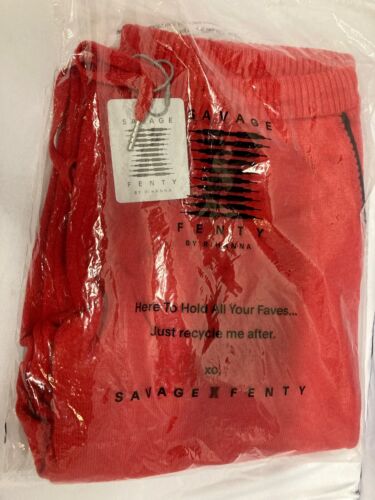 SAVAGE
FENTY
BY RIHANNA
SAVAGE
FENTY
BY RIHANNA
Here To Hold All Your Faves...
Just recycle me after.
xo,
SAVAGE X FENTY